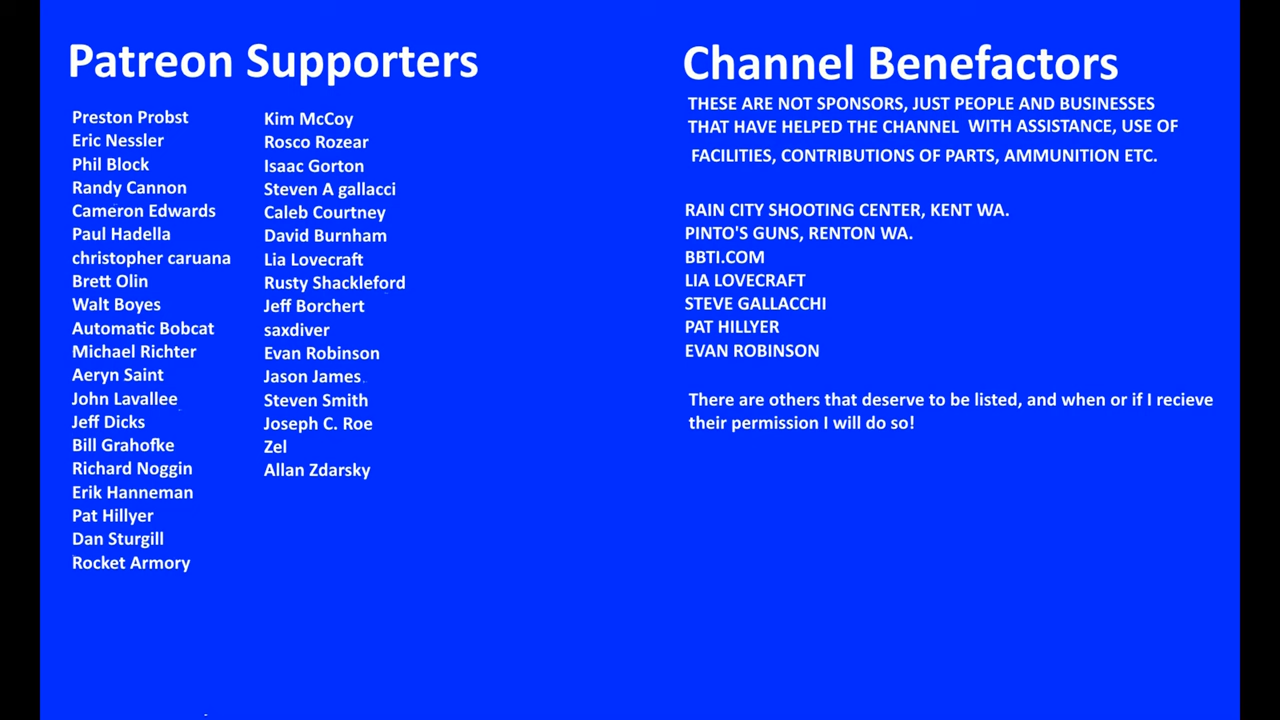 Patreon Supporters
Preston Probst
Eric Nessler
Phil Block
Randy Cannon
Cameron Edwards
Paul Hadella
christopher caruana
Brett Olin
Walt Boyes
Automatic Bobcat
Michael Richter
Aeryn Saint
John Lavallee
Jeff Dicks
Bill Grahofke
Richard Noggin
Erik Hanneman
Pat Hillyer
Dan Sturgill
Rocket Armory
Kim McCoy
Rosco Rozear
Isaac Gorton
Steven A gallacci
Caleb Courtney
David Burnham
Lia Lovecraft
Rusty Shackleford
Jeff Borchert
saxdiver
Evan Robinson
Jason James
Steven Smith
Joseph C. Roe
Zel
Allan Zdarsky
Channel Benefactors
THESE ARE NOT SPONSORS, JUST PEOPLE AND BUSINESSES
THAT HAVE HELPED THE CHANNEL WITH ASSISTANCE, USE OF
FACILITIES, CONTRIBUTIONS OF PARTS, AMMUNITION ETC.
RAIN CITY SHOOTING CENTER, KENT WA.
PINTO'S GUNS, RENTON WA.
BBTI.COM
LIA LOVECRAFT
STEVE GALLACCHI
PAT HILLYER
EVAN ROBINSON
There are others that deserve to be listed, and when or if I recieve
their permission I will do so!